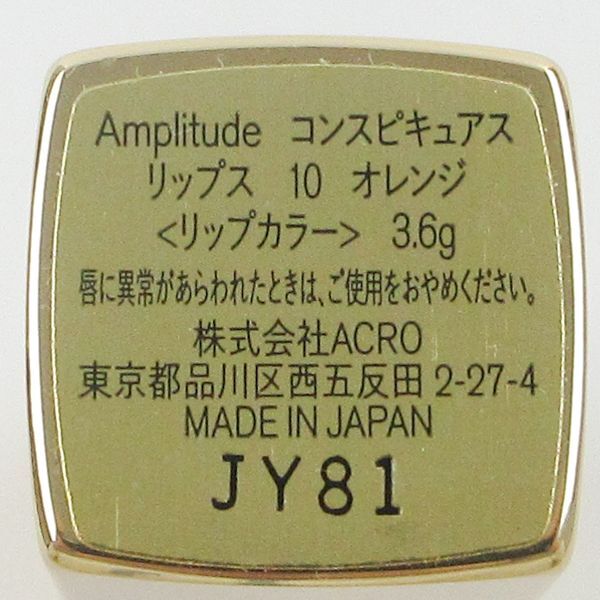 Amplitude コンスピキュアス
リップス 10 オレンジ
<リップカラー> 3.6g
唇に異常があらわれたときは、ご使用をおやめください。
株式会社ACRO
東京都品川区西五反田 2-27-4
MADE IN JAPAN
JY81